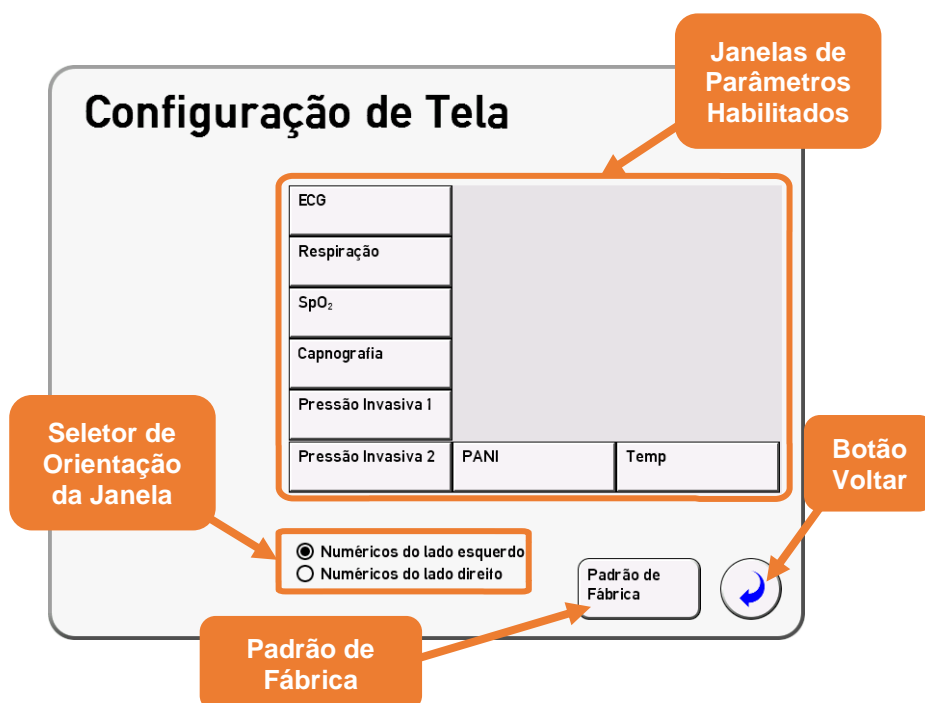 Janelas de
Parâmetros
Habilitados
Configuração de Tela
ECG
Respiração
SpO₂
Capnografia
Pressão Invasiva 1
Pressão Invasiva 2
PANI
Temp
Seletor de
Orientação
da Janela
Botão
Voltar
Numéricos do lado esquerdo
Numéricos do lado direito
Padrão de
Fábrica
Padrão de
Fábrica